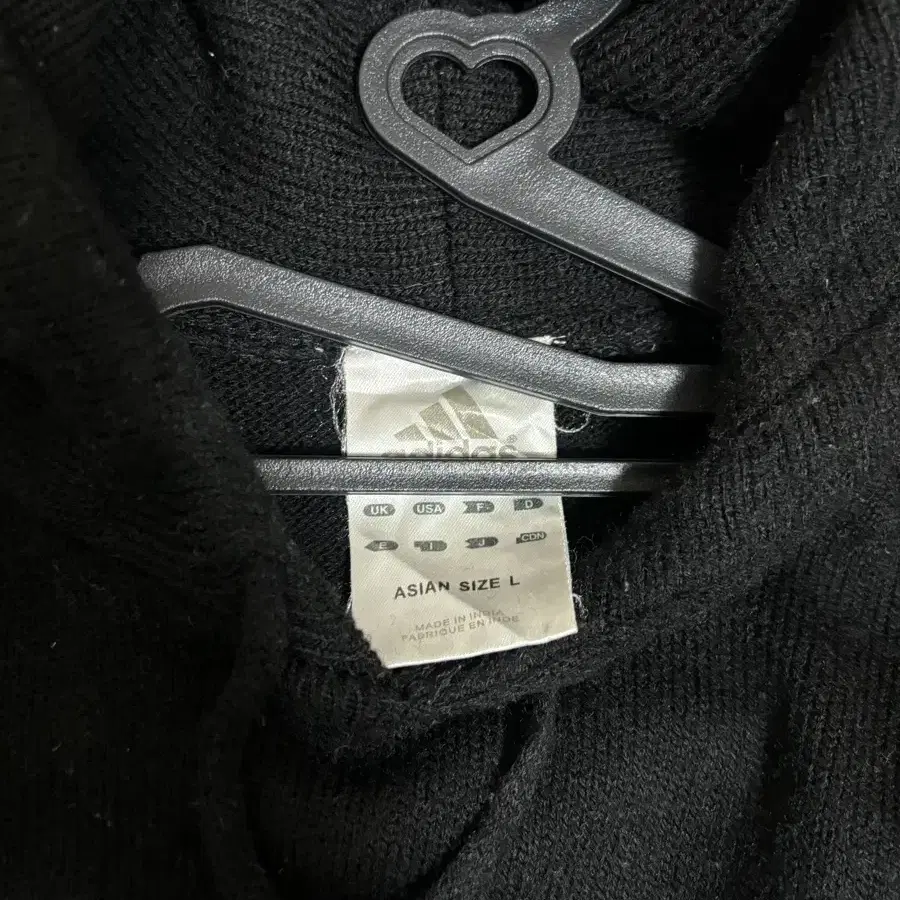 adidas
UK USA F D
E I J CDN
ASIAN SIZE L
MADE IN INDIA
FABRIQUE EN INDE